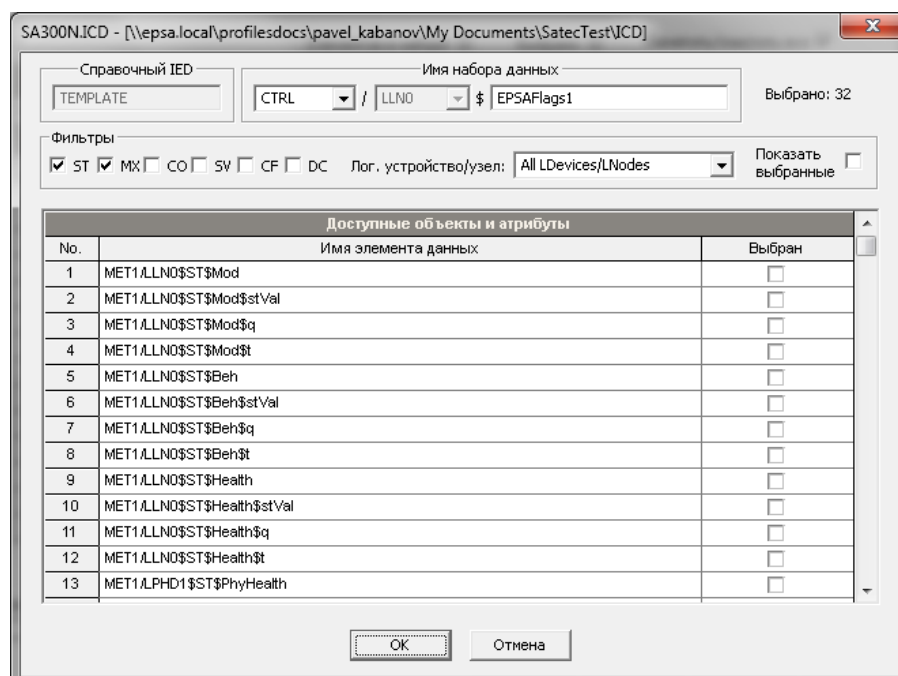 SA300N.ICD - [\\epsa.local\profilesdocs\pavel_kabanov\My Documents\SatecTest\ICD]
Справочный IED
Имя набора данных
TEMPLATE
CTRL / LLN0 $ EPSAFlags1
Выбрано: 32
Фильтры
ST MX CO SV CF DC Лог. устройство/узел: All LDevices/LNodes
Показать выбранные
Доступные объекты и атрибуты
No. Имя элемента данных Выбран
1 MET1/LLN0$ST$Mod
2 MET1/LLN0$ST$Mod$stVal
3 MET1/LLN0$ST$Mod$q
4 MET1/LLN0$ST$Mod$t
5 MET1/LLN0$ST$Beh
6 MET1/LLN0$ST$Beh$stVal
7 MET1/LLN0$ST$Beh$q
8 MET1/LLN0$ST$Beh$t
9 MET1/LLN0$ST$Health
10 MET1/LLN0$ST$Health$stVal
11 MET1/LLN0$ST$Health$q
12 MET1/LLN0$ST$Health$t
13 MET1/LPHD1$ST$PhyHealth
OK Отмена